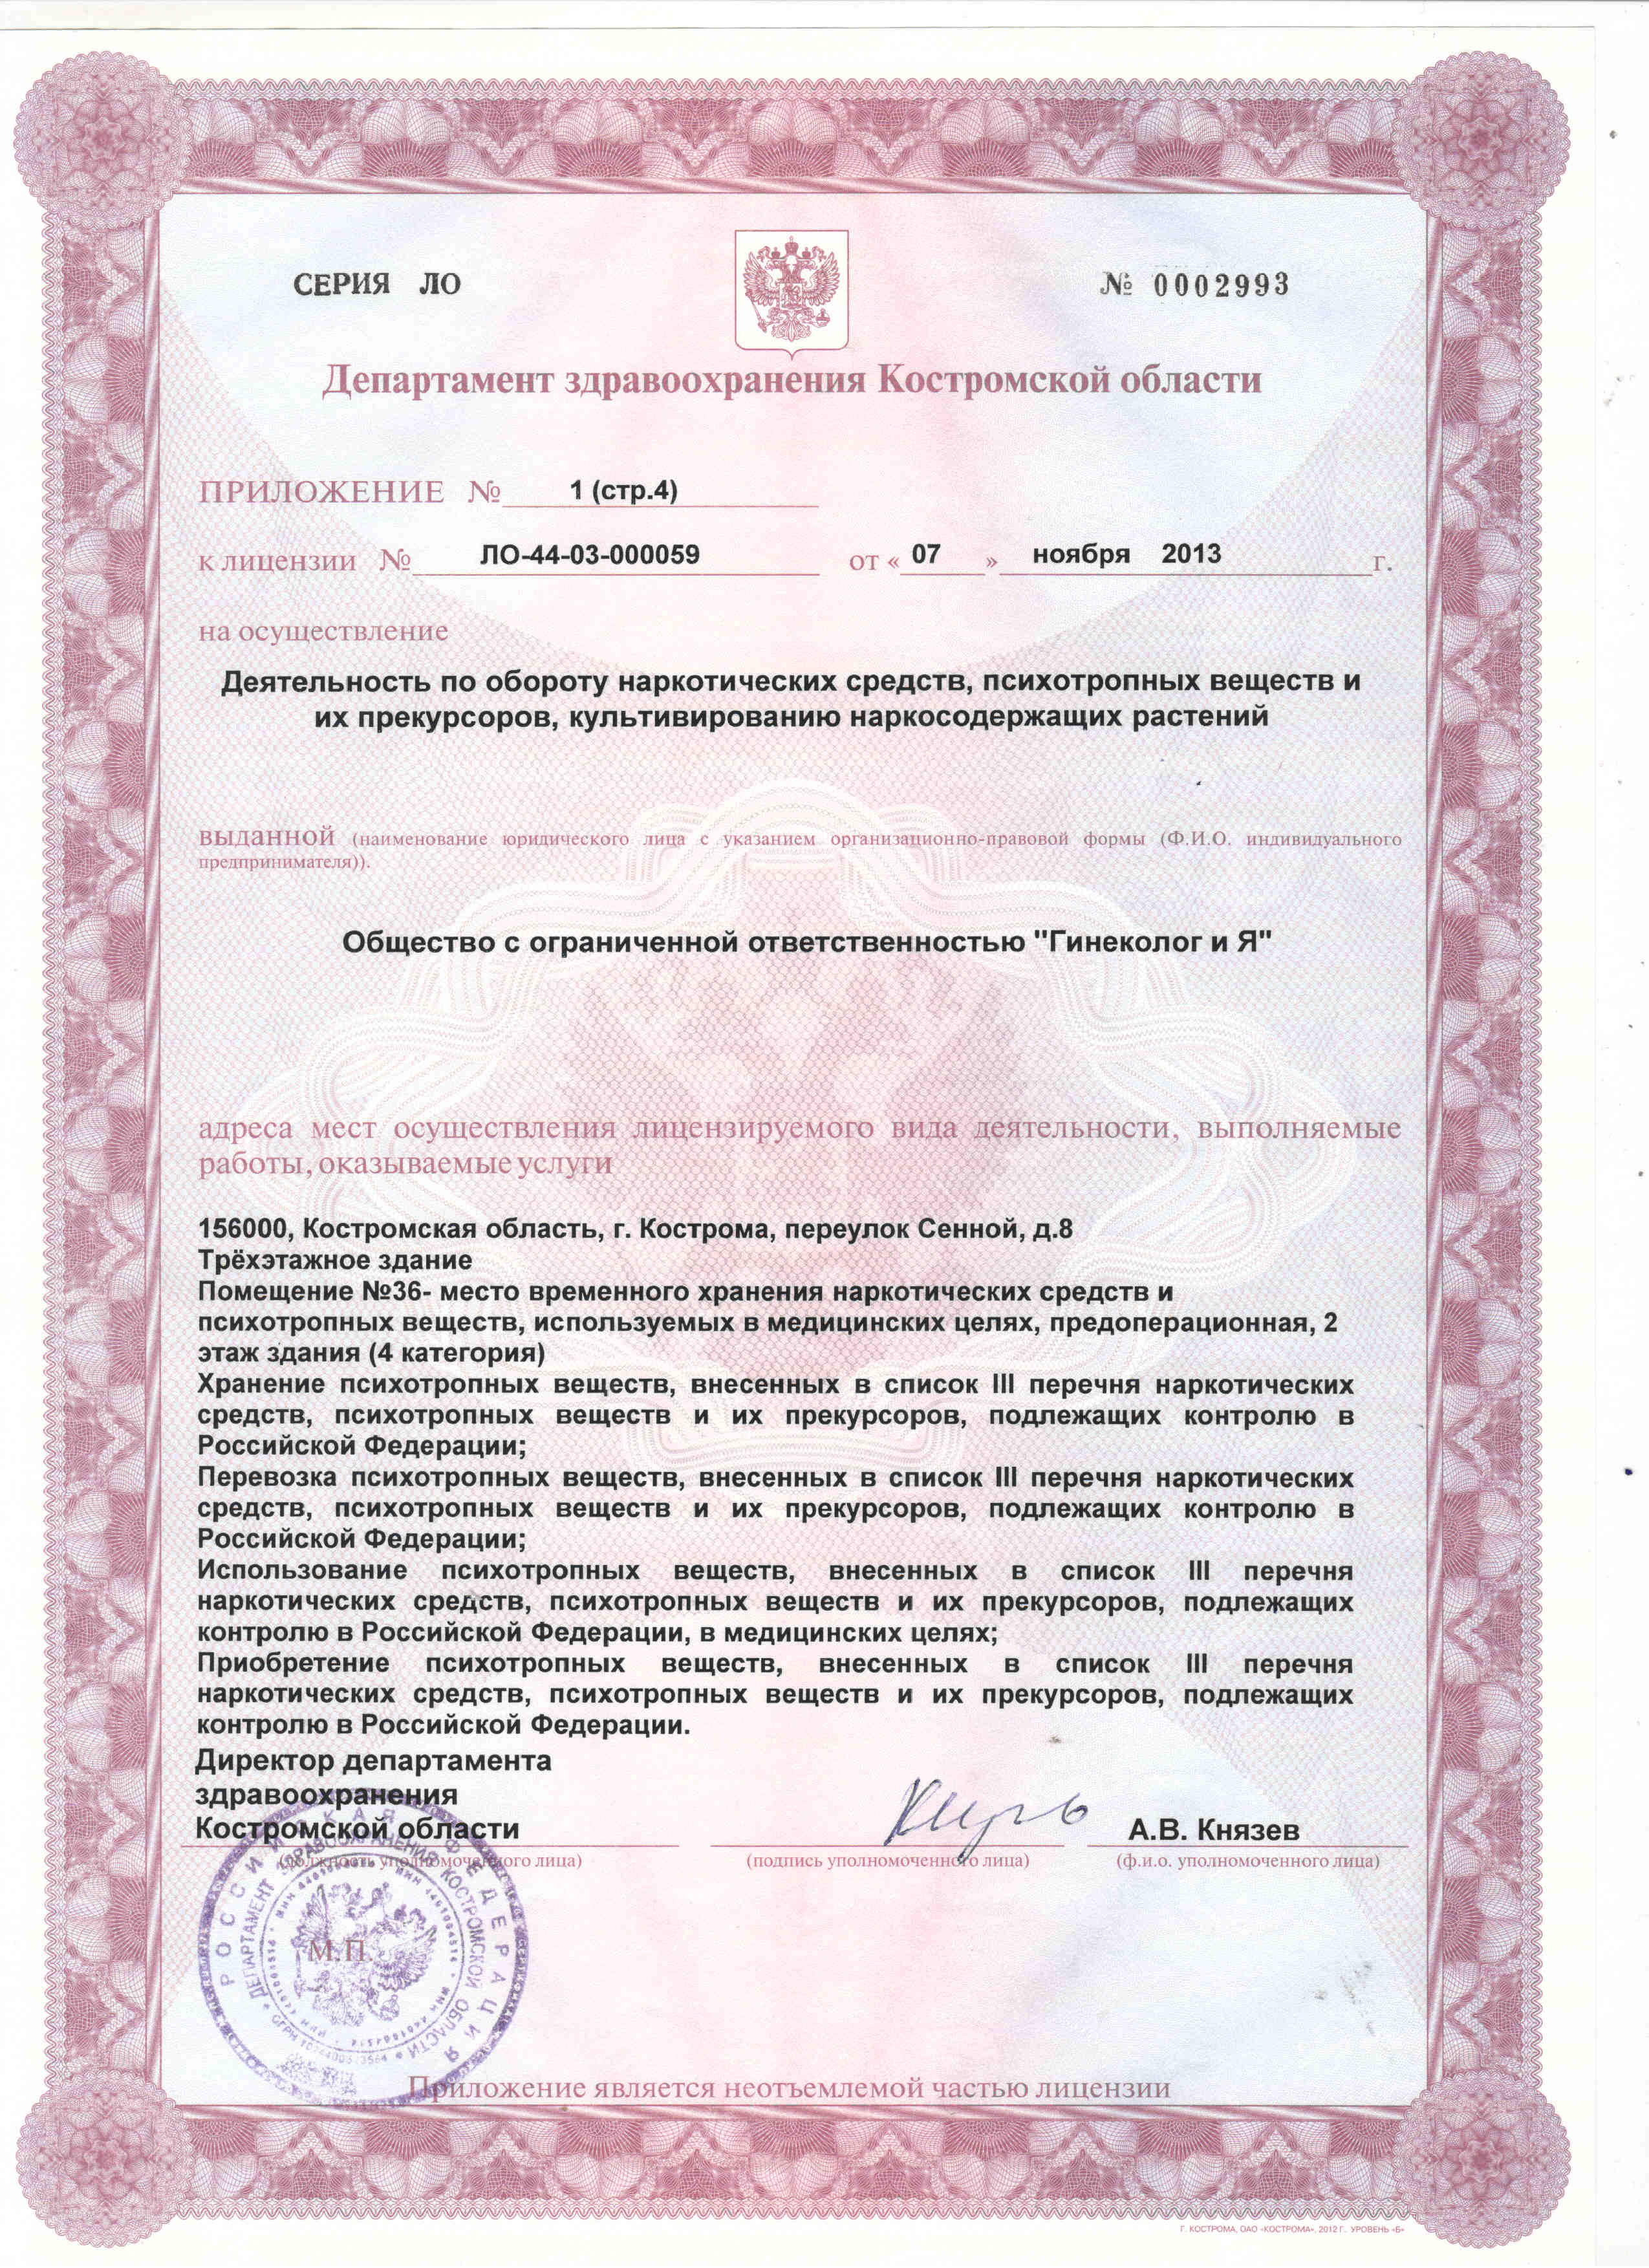 СЕРИЯ ЛО
№ 0002993
Департамент здравоохранения Костромской области
ПРИЛОЖЕНИЕ № 1 (стр.4)
к лицензии № ЛО-44-03-000059 от « 07 » ноября 2013 г.
на осуществление
Деятельность по обороту наркотических средств, психотропных веществ и
их прекурсоров, культивированию наркосодержащих растений
выданной (наименование юридического лица с указанием организационно-правовой формы (Ф.И.О. индивидуального
предпринимателя)).
Общество с ограниченной ответственностью "Гинеколог и Я"
адреса мест осуществления лицензируемого вида деятельности, выполняемые
работы, оказываемые услуги
156000, Костромская область, г. Кострома, переулок Сенной, д.8
Трёхэтажное здание
Помещение №36- место временного хранения наркотических средств и
психотропных веществ, используемых в медицинских целях, предоперационная, 2
этаж здания (4 категория)
Хранение психотропных веществ, внесенных в список III перечня наркотических
средств, психотропных веществ и их прекурсоров, подлежащих контролю в
Российской Федерации;
Перевозка психотропных веществ, внесенных в список III перечня наркотических
средств, психотропных веществ и их прекурсоров, подлежащих контролю в
Российской Федерации;
Использование психотропных веществ, внесенных в список III перечня
наркотических средств, психотропных веществ и их прекурсоров, подлежащих
контролю в Российской Федерации, в медицинских целях;
Приобретение психотропных веществ, внесенных в список III перечня
наркотических средств, психотропных веществ и их прекурсоров, подлежащих
контролю в Российской Федерации.
Директор департамента
здравоохранения
Костромской области
А.В. Князев
(должность уполномоченного лица)
(подпись уполномоченного лица)
(ф.и.о. уполномоченного лица)
РОССИЙСКАЯ ФЕДЕРАЦИЯ
ДЕПАРТАМЕНТ ЗДРАВООХРАНЕНИЯ КОСТРОМСКОЙ ОБЛАСТИ
М.П.
Приложение является неотъемлемой частью лицензии
Г. КОСТРОМА, ОАО «КОСТРОМА», 2012 Г. УРОВЕНЬ «Б»